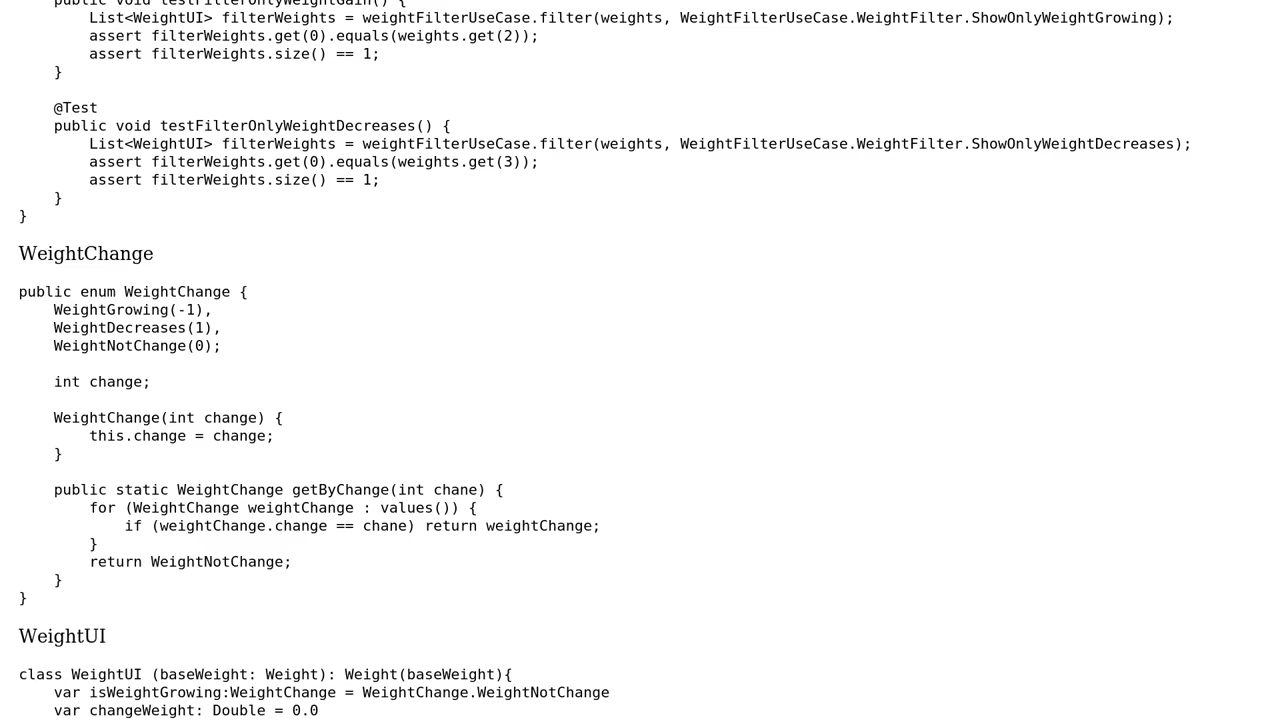 public void testFilterOnlyWeightGain() {
List<WeightUI> filterWeights = weightFilterUseCase.filter(weights, WeightFilterUseCase.WeightFilter.ShowOnlyWeightGrowing);
assert filterWeights.get(0).equals(weights.get(2));
assert filterWeights.size() == 1;
}
@Test
public void testFilterOnlyWeightDecreases() {
List<WeightUI> filterWeights = weightFilterUseCase.filter(weights, WeightFilterUseCase.WeightFilter.ShowOnlyWeightDecreases);
assert filterWeights.get(0).equals(weights.get(3));
assert filterWeights.size() == 1;
}
}
WeightChange
public enum WeightChange {
WeightGrowing(-1),
WeightDecreases(1),
WeightNotChange(0);
int change;
WeightChange(int change) {
this.change = change;
}
public static WeightChange getByChange(int chane) {
for (WeightChange weightChange : values()) {
if (weightChange.change == chane) return weightChange;
}
return WeightNotChange;
}
}
WeightUI
class WeightUI (baseWeight: Weight): Weight(baseWeight){
var isWeightGrowing:WeightChange = WeightChange.WeightNotChange
var changeWeight: Double = 0.0